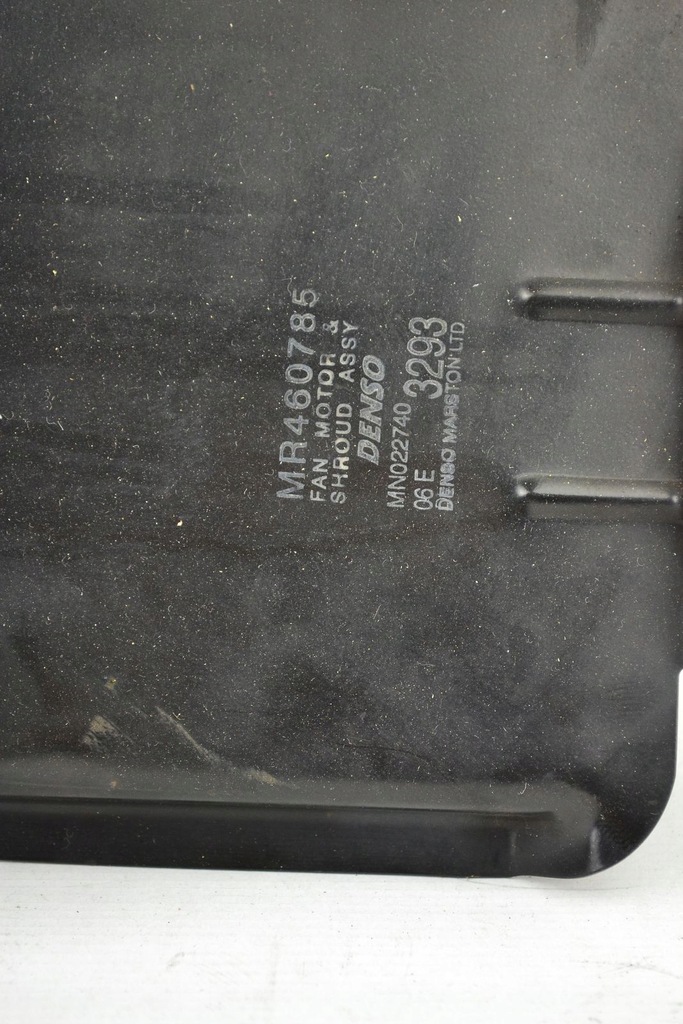 MR460785
FAN MOTOR &
SHROUD ASSY
DENSO
MN022740
06E 3293
DENSO MARSTON LTD